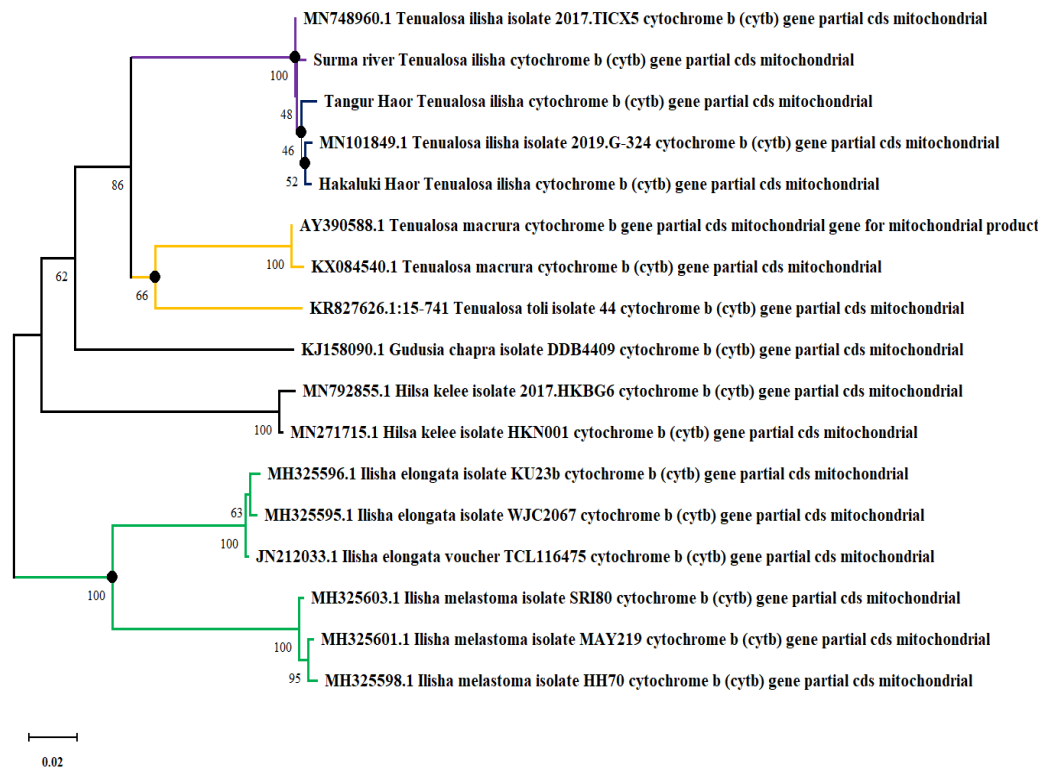 MN748960.1 Tenualosa ilisha isolate 2017.TICX5 cytochrome b (cytb) gene partial cds mitochondrial
Surma river Tenualosa ilisha cytochrome b (cytb) gene partial cds mitochondrial
100
Tangur Haor Tenualosa ilisha cytochrome b (cytb) gene partial cds mitochondrial
48
MN101849.1 Tenualosa ilisha isolate 2019.G-324 cytochrome b (cytb) gene partial cds mitochondrial
46
Hakaluki Haor Tenualosa ilisha cytochrome b (cytb) gene partial cds mitochondrial
52
86
AY390588.1 Tenualosa macrura cytochrome b gene partial cds mitochondrial gene for mitochondrial product
KX084540.1 Tenualosa macrura cytochrome b (cytb) gene partial cds mitochondrial
100
62
66
KR827626.1:15-741 Tenualosa toli isolate 44 cytochrome b (cytb) gene partial cds mitochondrial
KJ158090.1 Gudusia chapra isolate DDB4409 cytochrome b (cytb) gene partial cds mitochondrial
MN792855.1 Hilsa kelee isolate 2017.HKBG6 cytochrome b (cytb) gene partial cds mitochondrial
100
MN271715.1 Hilsa kelee isolate HKN001 cytochrome b (cytb) gene partial cds mitochondrial
MH325596.1 Ilisha elongata isolate KU23b cytochrome b (cytb) gene partial cds mitochondrial
63
MH325595.1 Ilisha elongata isolate WJC2067 cytochrome b (cytb) gene partial cds mitochondrial
100
JN212033.1 Ilisha elongata voucher TCL116475 cytochrome b (cytb) gene partial cds mitochondrial
100
MH325603.1 Ilisha melastoma isolate SRI80 cytochrome b (cytb) gene partial cds mitochondrial
100
MH325601.1 Ilisha melastoma isolate MAY219 cytochrome b (cytb) gene partial cds mitochondrial
95
MH325598.1 Ilisha melastoma isolate HH70 cytochrome b (cytb) gene partial cds mitochondrial
0.02